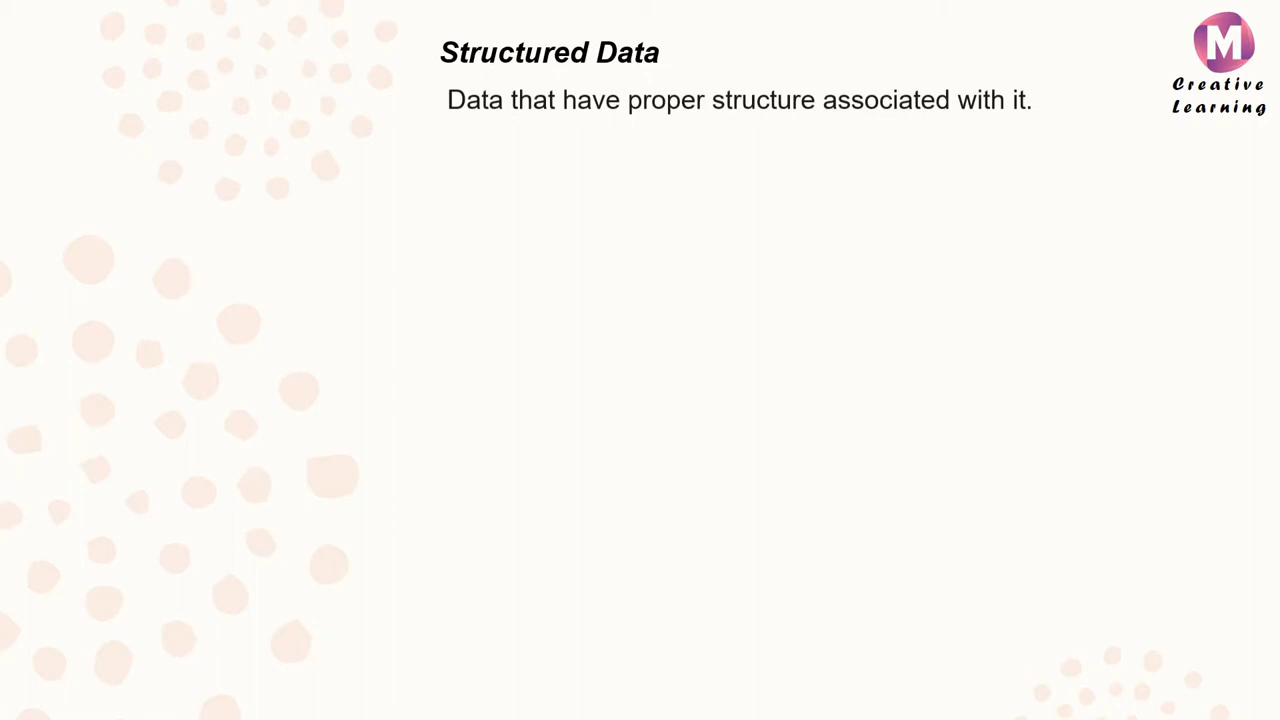 Structured Data
Data that have proper structure associated with it.
M
Creative
Learning